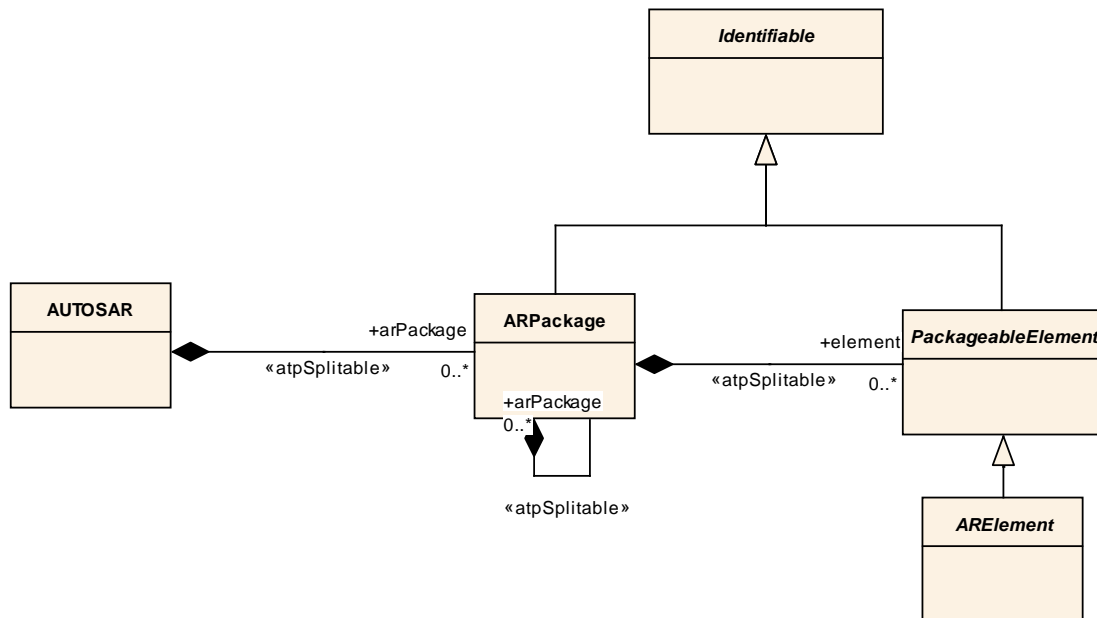 Identifiable
AUTOSAR
ARPackage
PackageableElement
+arPackage
0..*
«atpSplitable»
+element
0..*
«atpSplitable»
+arPackage
0..*
«atpSplitable»
ARElement